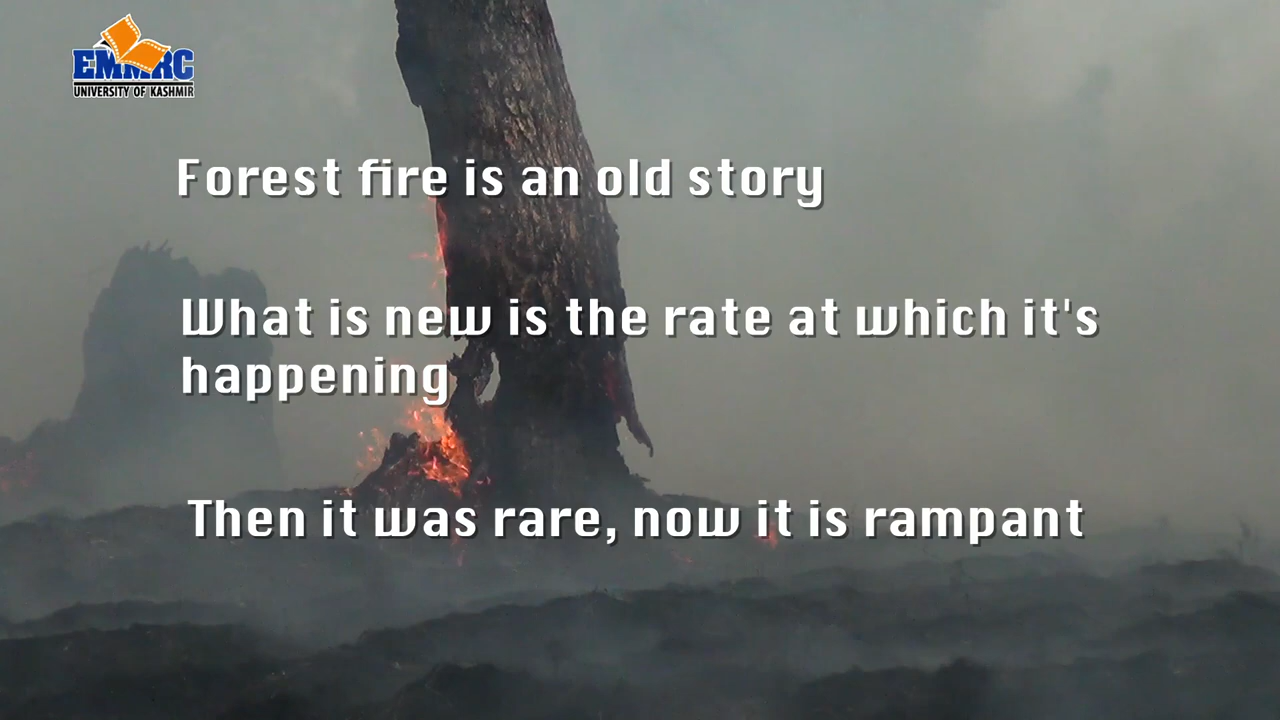 EMMRC
UNIVERSITY OF KASHMIR
Forest fire is an old story
What is new is the rate at which it's
happening
Then it was rare, now it is rampant